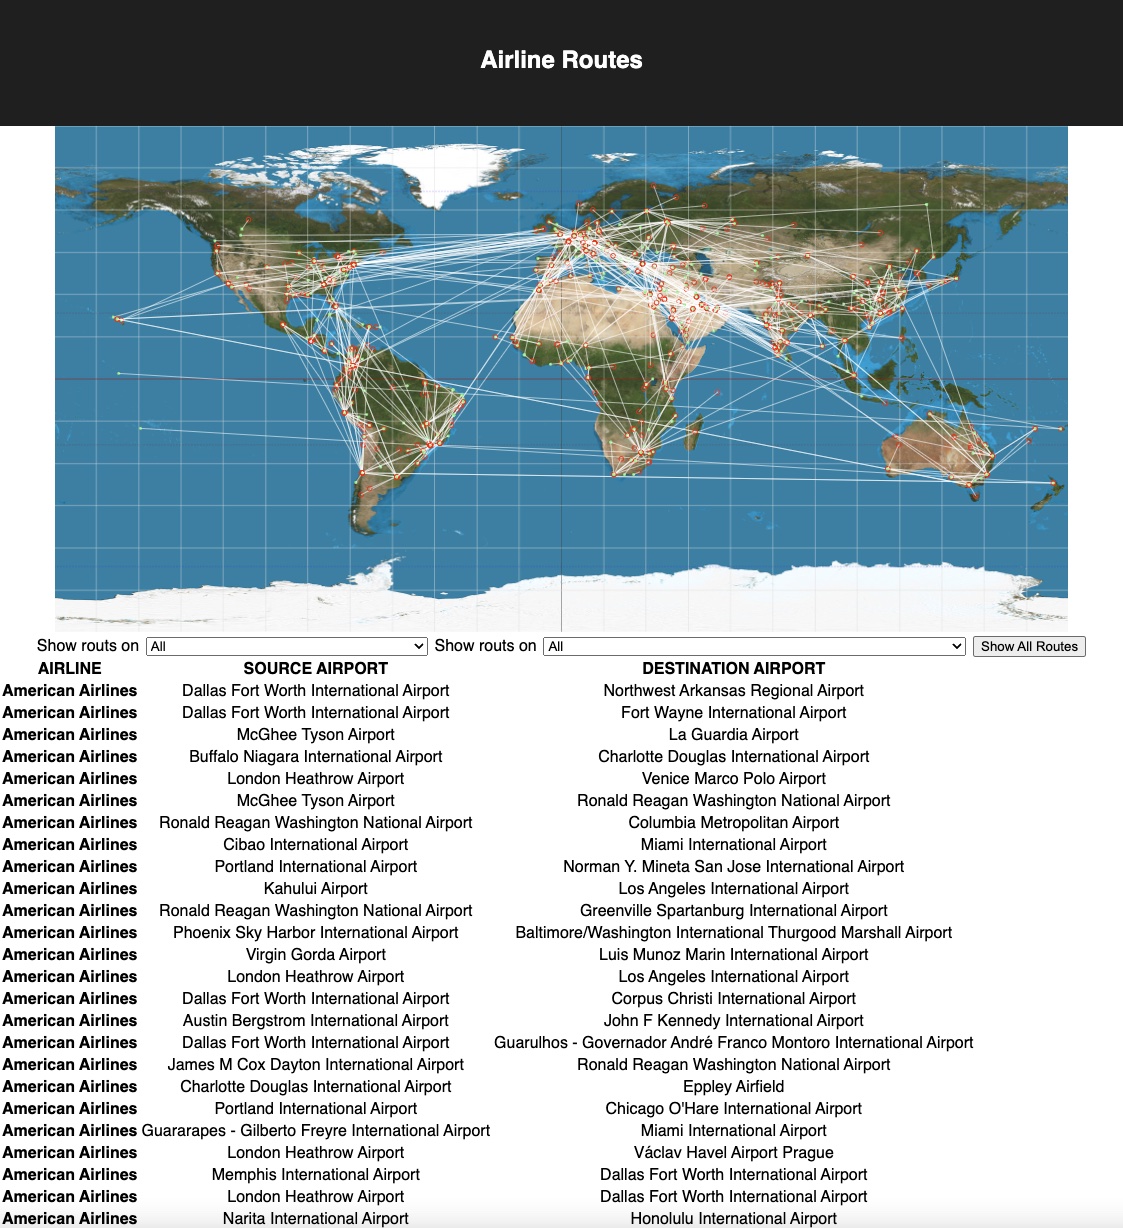 Airline Routes
Show routs on All Show routs on All Show All Routes
AIRLINE SOURCE AIRPORT DESTINATION AIRPORT
American Airlines Dallas Fort Worth International Airport Northwest Arkansas Regional Airport
American Airlines Dallas Fort Worth International Airport Fort Wayne International Airport
American Airlines McGhee Tyson Airport La Guardia Airport
American Airlines Buffalo Niagara International Airport Charlotte Douglas International Airport
American Airlines London Heathrow Airport Venice Marco Polo Airport
American Airlines McGhee Tyson Airport Ronald Reagan Washington National Airport
American Airlines Ronald Reagan Washington National Airport Columbia Metropolitan Airport
American Airlines Cibao International Airport Miami International Airport
American Airlines Portland International Airport Norman Y. Mineta San Jose International Airport
American Airlines Kahului Airport Los Angeles International Airport
American Airlines Ronald Reagan Washington National Airport Greenville Spartanburg International Airport
American Airlines Phoenix Sky Harbor International Airport Baltimore/Washington International Thurgood Marshall Airport
American Airlines Virgin Gorda Airport Luis Munoz Marin International Airport
American Airlines London Heathrow Airport Los Angeles International Airport
American Airlines Dallas Fort Worth International Airport Corpus Christi International Airport
American Airlines Austin Bergstrom International Airport John F Kennedy International Airport
American Airlines Dallas Fort Worth International Airport Guarulhos - Governador André Franco Montoro International Airport
American Airlines James M Cox Dayton International Airport Ronald Reagan Washington National Airport
American Airlines Charlotte Douglas International Airport Eppley Airfield
American Airlines Portland International Airport Chicago O'Hare International Airport
American Airlines Guararapes - Gilberto Freyre International Airport Miami International Airport
American Airlines London Heathrow Airport Václav Havel Airport Prague
American Airlines Memphis International Airport Dallas Fort Worth International Airport
American Airlines London Heathrow Airport Dallas Fort Worth International Airport
American Airlines Narita International Airport Honolulu International Airport